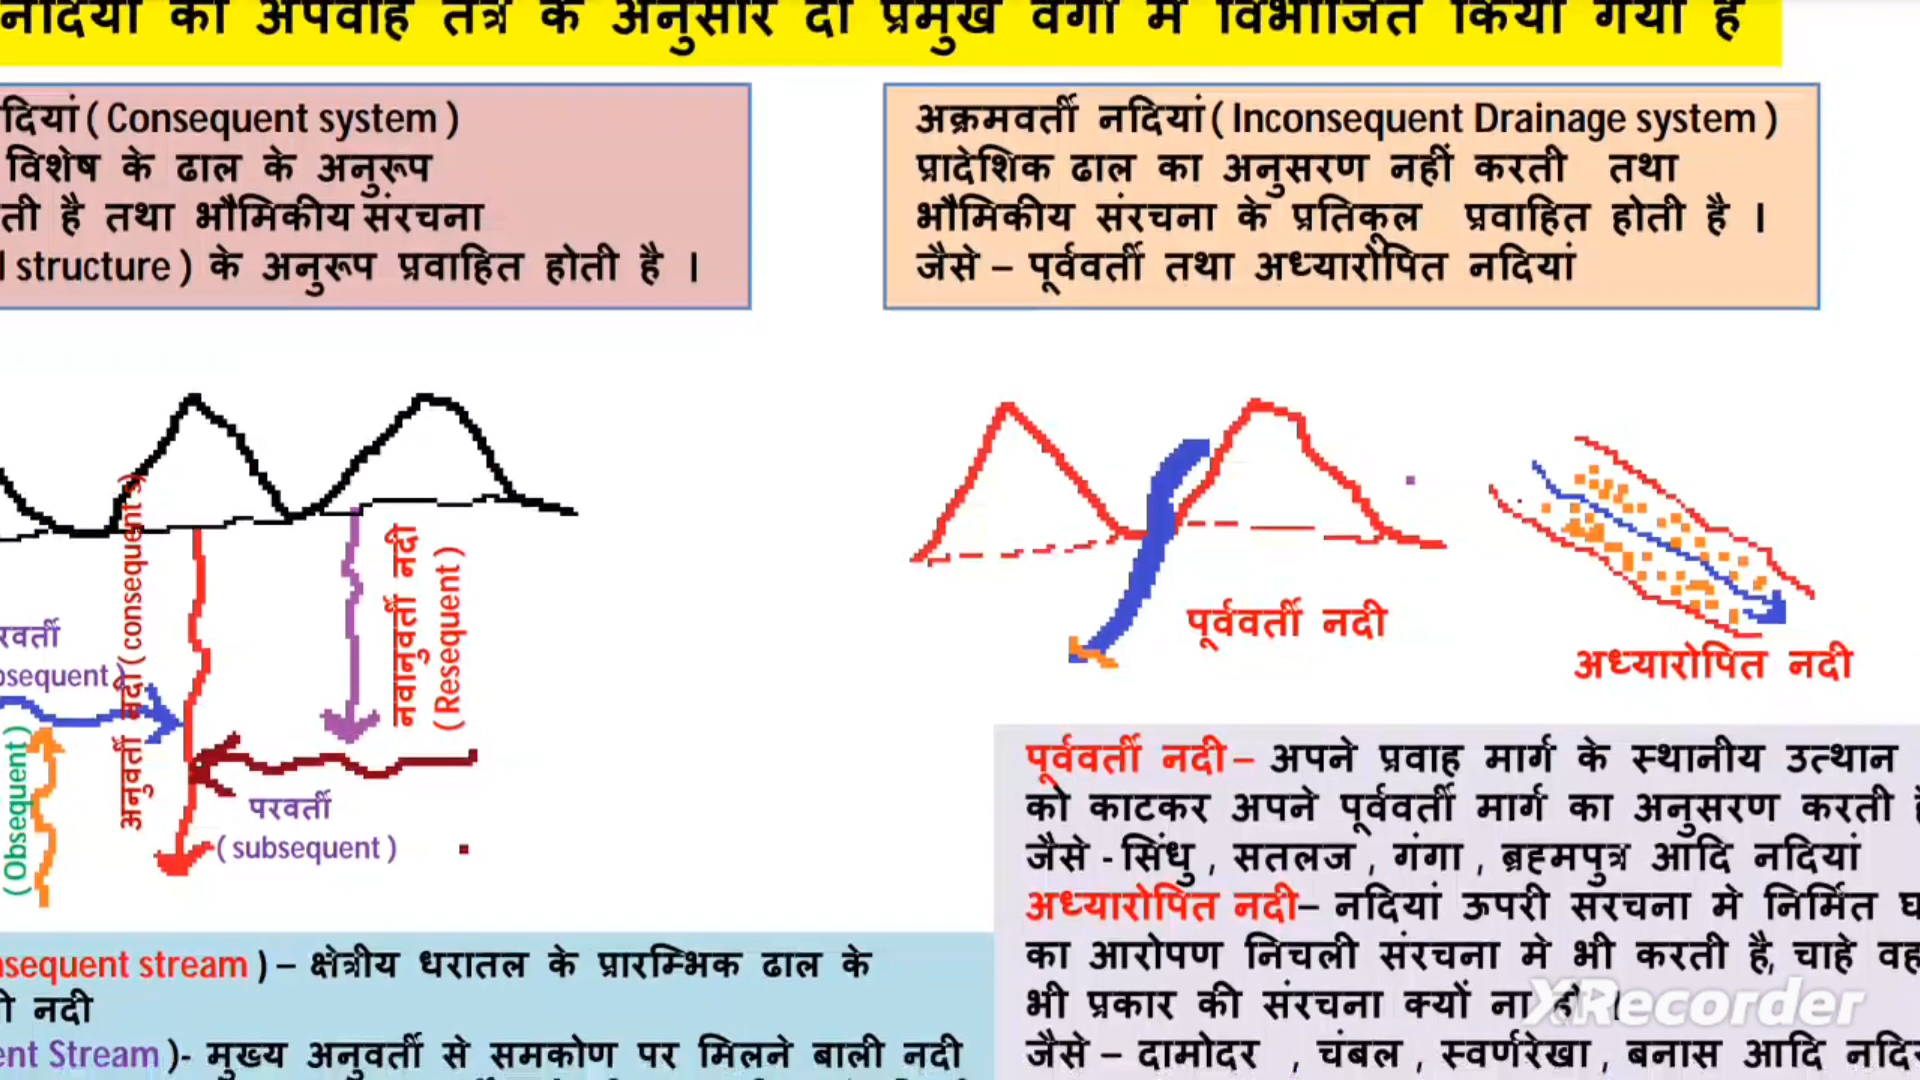 नदियों को अपवाह तंत्र के अनुसार दो प्रमुख वर्गों में विभाजित किया गया है
दियां ( Consequent system )
विशेष के ढाल के अनुरूप
ती है तथा भौमिकीय संरचना
structure ) के अनुरूप प्रवाहित होती है ।
अक्रमवर्ती नदियां ( Inconsequent Drainage system )
प्रादेशिक ढाल का अनुसरण नहीं करती तथा
भौमिकीय संरचना के प्रतिकूल प्रवाहित होती है ।
जैसे – पूर्ववर्ती तथा अध्यारोपित नदियां
अनुवर्ती नदी ( consequent s )
नवानुवर्ती नदी
( Resequent )
रवर्ती
bsequent )
( Obsequent )
परवर्ती
( subsequent )
पूर्ववर्ती नदी
अध्यारोपित नदी
पूर्ववर्ती नदी – अपने प्रवाह मार्ग के स्थानीय उत्थान
को काटकर अपने पूर्ववर्ती मार्ग का अनुसरण करती है
जैसे - सिंधु , सतलज , गंगा , ब्रह्मपुत्र आदि नदियां
अध्यारोपित नदी – नदियां ऊपरी संरचना मे निर्मित
का आरोपण निचली संरचना मे भी करती है, चाहे वह
भी प्रकार की संरचना क्यों ना हो ।
जैसे – दामोदर , चंबल , स्वर्णरेखा , बनास आदि
nsequent stream ) – क्षेत्रीय धरातल के प्रारम्भिक ढाल के
नदी
ent Stream )- मुख्य अनुवर्ती से समकोण पर मिलने बाली नदी
XRecorder